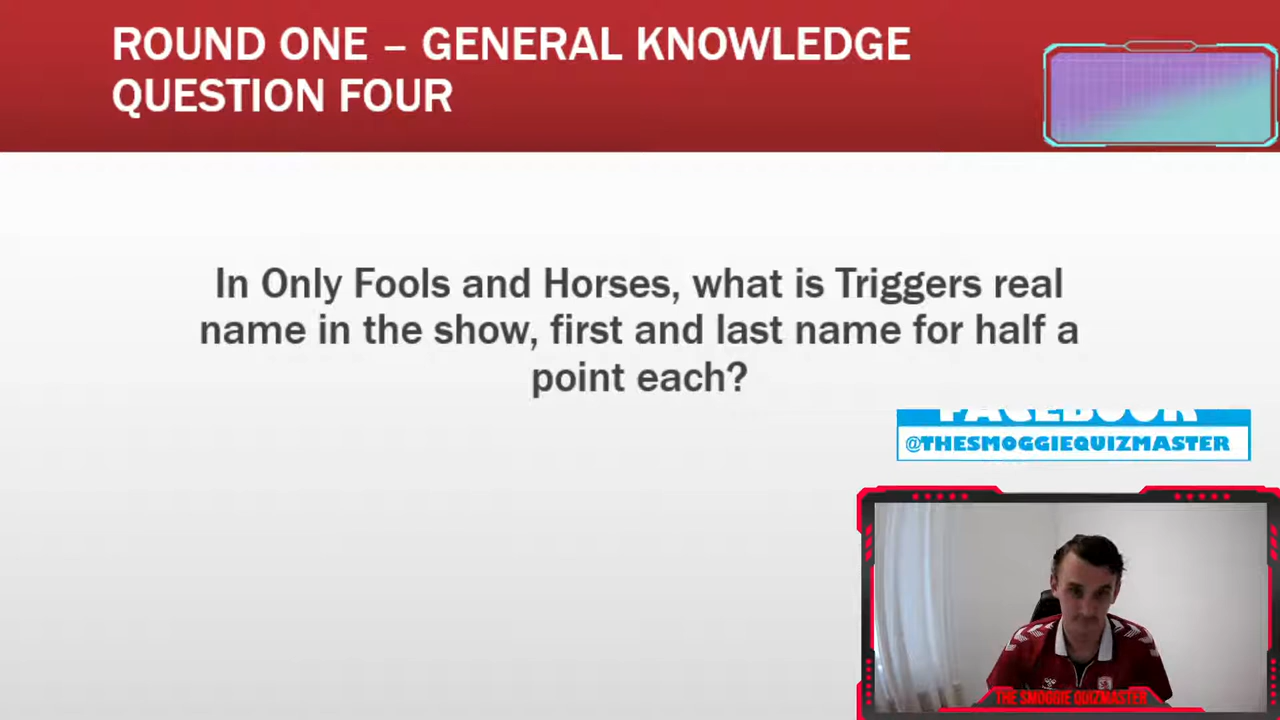 ROUND ONE – GENERAL KNOWLEDGE
QUESTION FOUR
In Only Fools and Horses, what is Triggers real
name in the show, first and last name for half a
point each?
FACEBOOK
@THESMOGGIEQUIZMASTER
THE SMOGGIE QUIZMASTER